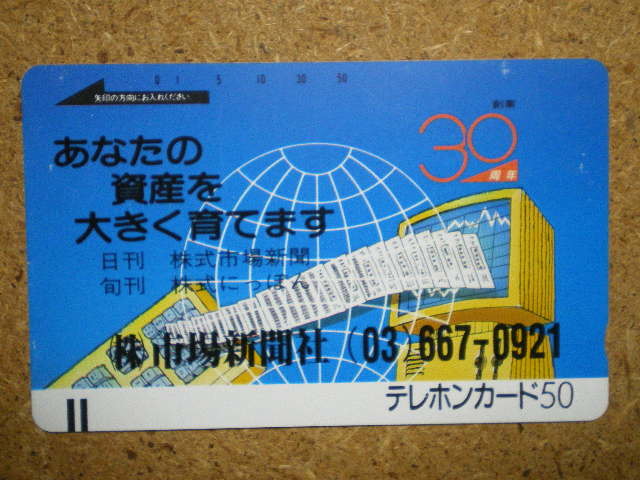 0 1 5 10 30 50
矢印の方向にお入れください
創業
30
周年
あなたの
資産を
大きく育てます
日刊 株式市場新聞
旬刊 株式にっぽん
株市場新聞社 (03)667-0921
テレホンカード50